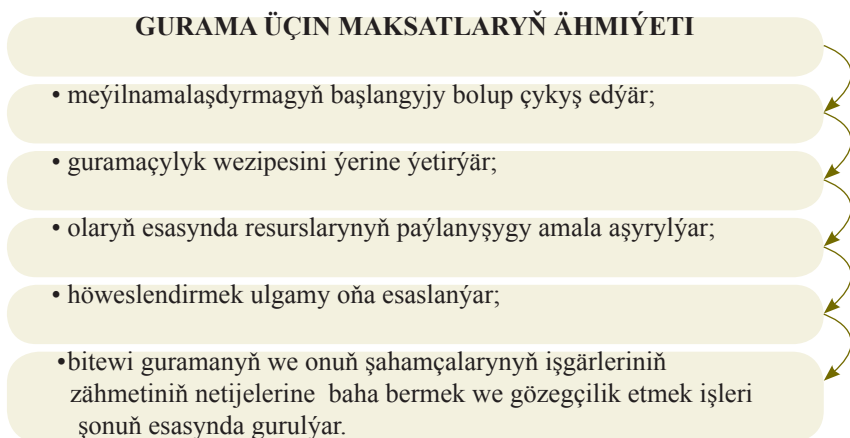 GURAMA ÜÇIN MAKSATLARYŇ ÄHMIÝETI
• meýilnamalaşdyrmagyň başlangyjy bolup çykyş edýär;
• guramaçylyk wezipesini ýerine ýetirýär;
• olaryň esasynda resurslarynyň paýlanyşygy amala aşyrylýar;
• höweslendirmek ulgamy oňa esaslanýar;
•bitewi guramanyň we onuň şahamçalarynyň işgärleriniň
zähmetiniň netijelerine baha bermek we gözegçilik etmek işleri
şonuň esasynda gurulýar.